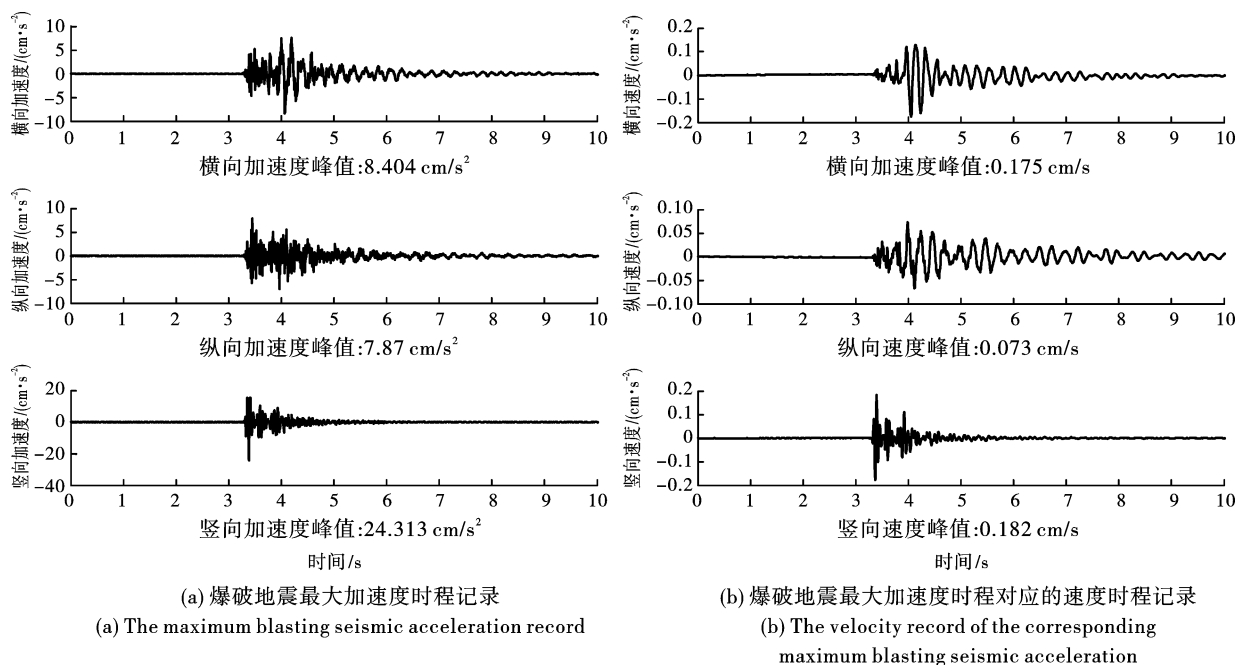 10
5
0
−5
−10
横向加速度/(cm•s⁻²)
0 1 2 3 4 5 6 7 8 9 10
横向加速度峰值:8.404 cm/s²
10
5
0
−5
−10
纵向加速度/(cm•s⁻²)
0 1 2 3 4 5 6 7 8 9 10
纵向加速度峰值:7.87 cm/s²
20
0
−20
−40
竖向加速度/(cm•s⁻²)
0 1 2 3 4 5 6 7 8 9 10
竖向加速度峰值:24.313 cm/s²
0.2
0.1
0
−0.1
−0.2
横向速度/(cm•s⁻²)
0 1 2 3 4 5 6 7 8 9 10
横向加速度峰值:0.175 cm/s
0.10
0.05
0
−0.05
−0.10
纵向速度/(cm•s⁻²)
0 1 2 3 4 5 6 7 8 9 10
纵向速度峰值:0.073 cm/s
0.2
0.1
0
−0.1
−0.2
竖向速度/(cm•s⁻²)
0 1 2 3 4 5 6 7 8 9 10
竖向速度峰值:0.182 cm/s
时间/s
时间/s
(a) 爆破地震最大加速度时程记录
(a) The maximum blasting seismic acceleration record
(b) 爆破地震最大加速度时程对应的速度时程记录
(b) The velocity record of the corresponding
maximum blasting seismic acceleration